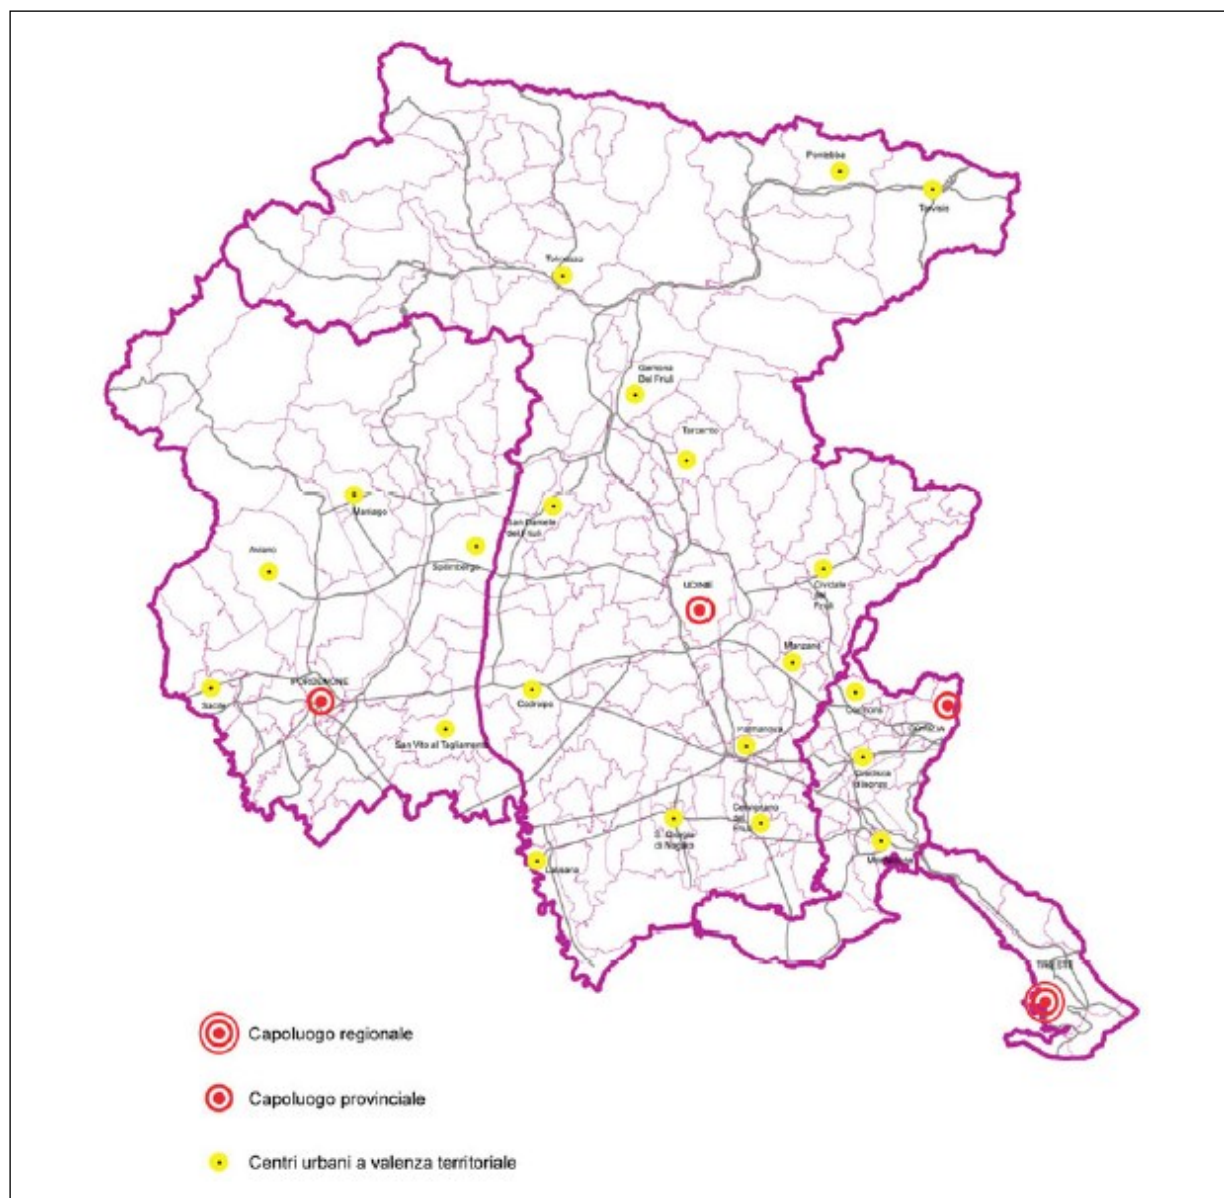 Pontebba
Tarvisio
Tolmezzo
Gemona
Del Friuli
Tarcento
Maniago
San Daniele
del Friuli
Aviano
Spilimbergo
UDINE
Cividale
del
Friuli
Manzano
PORDENONE
Sacile
Codroipo
Cormons
GORIZIA
San Vito al Tagliamento
Palmanova
Gradisca
d'Isonzo
Cervignano
del
Friuli
S. Giorgio
di Nogaro
Latisana
Monfalcone
TRIESTE
Capoluogo regionale
Capoluogo provinciale
Centri urbani a valenza territoriale